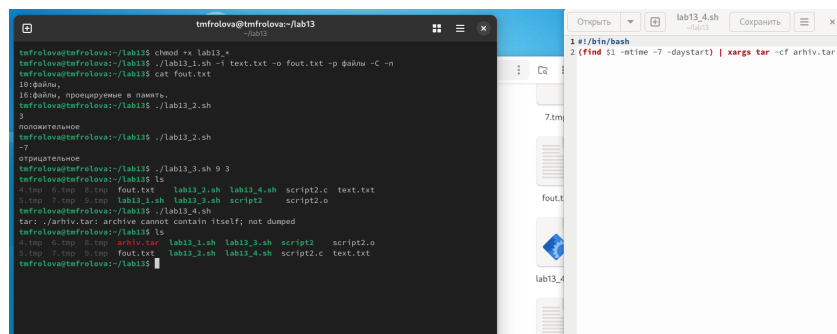 tmfrolova@tmfrolova:~/lab13
~/lab13
tmfrolova@tmfrolova:~/lab13$ chmod +x lab13_*
tmfrolova@tmfrolova:~/lab13$ ./lab13_1.sh -i text.txt -o fout.txt -p файлы -C -n
tmfrolova@tmfrolova:~/lab13$ cat fout.txt
10:файлы,
16:файлы, проецируемые в память.
tmfrolova@tmfrolova:~/lab13$ ./lab13_2.sh
3
положительное
tmfrolova@tmfrolova:~/lab13$ ./lab13_2.sh
-7
отрицательное
tmfrolova@tmfrolova:~/lab13$ ./lab13_3.sh 9 3
tmfrolova@tmfrolova:~/lab13$ ls
4.tmp 6.tmp 8.tmp fout.txt lab13_2.sh lab13_4.sh script2.c text.txt
5.tmp 7.tmp 9.tmp lab13_1.sh lab13_3.sh script2 script2.o
tmfrolova@tmfrolova:~/lab13$ ./lab13_4.sh
tar: ./arhiv.tar: archive cannot contain itself; not dumped
tmfrolova@tmfrolova:~/lab13$ ls
4.tmp 6.tmp 8.tmp arhiv.tar lab13_1.sh lab13_3.sh script2 script2.o
5.tmp 7.tmp 9.tmp fout.txt lab13_2.sh lab13_4.sh script2.c text.txt
tmfrolova@tmfrolova:~/lab13$
7.tm
fout.t
lab13_4
Открыть
lab13_4.sh
~/lab13
Сохранить
1 #!/bin/bash
2 (find $1 -mtime -7 -daystart) | xargs tar -cf arhiv.tar